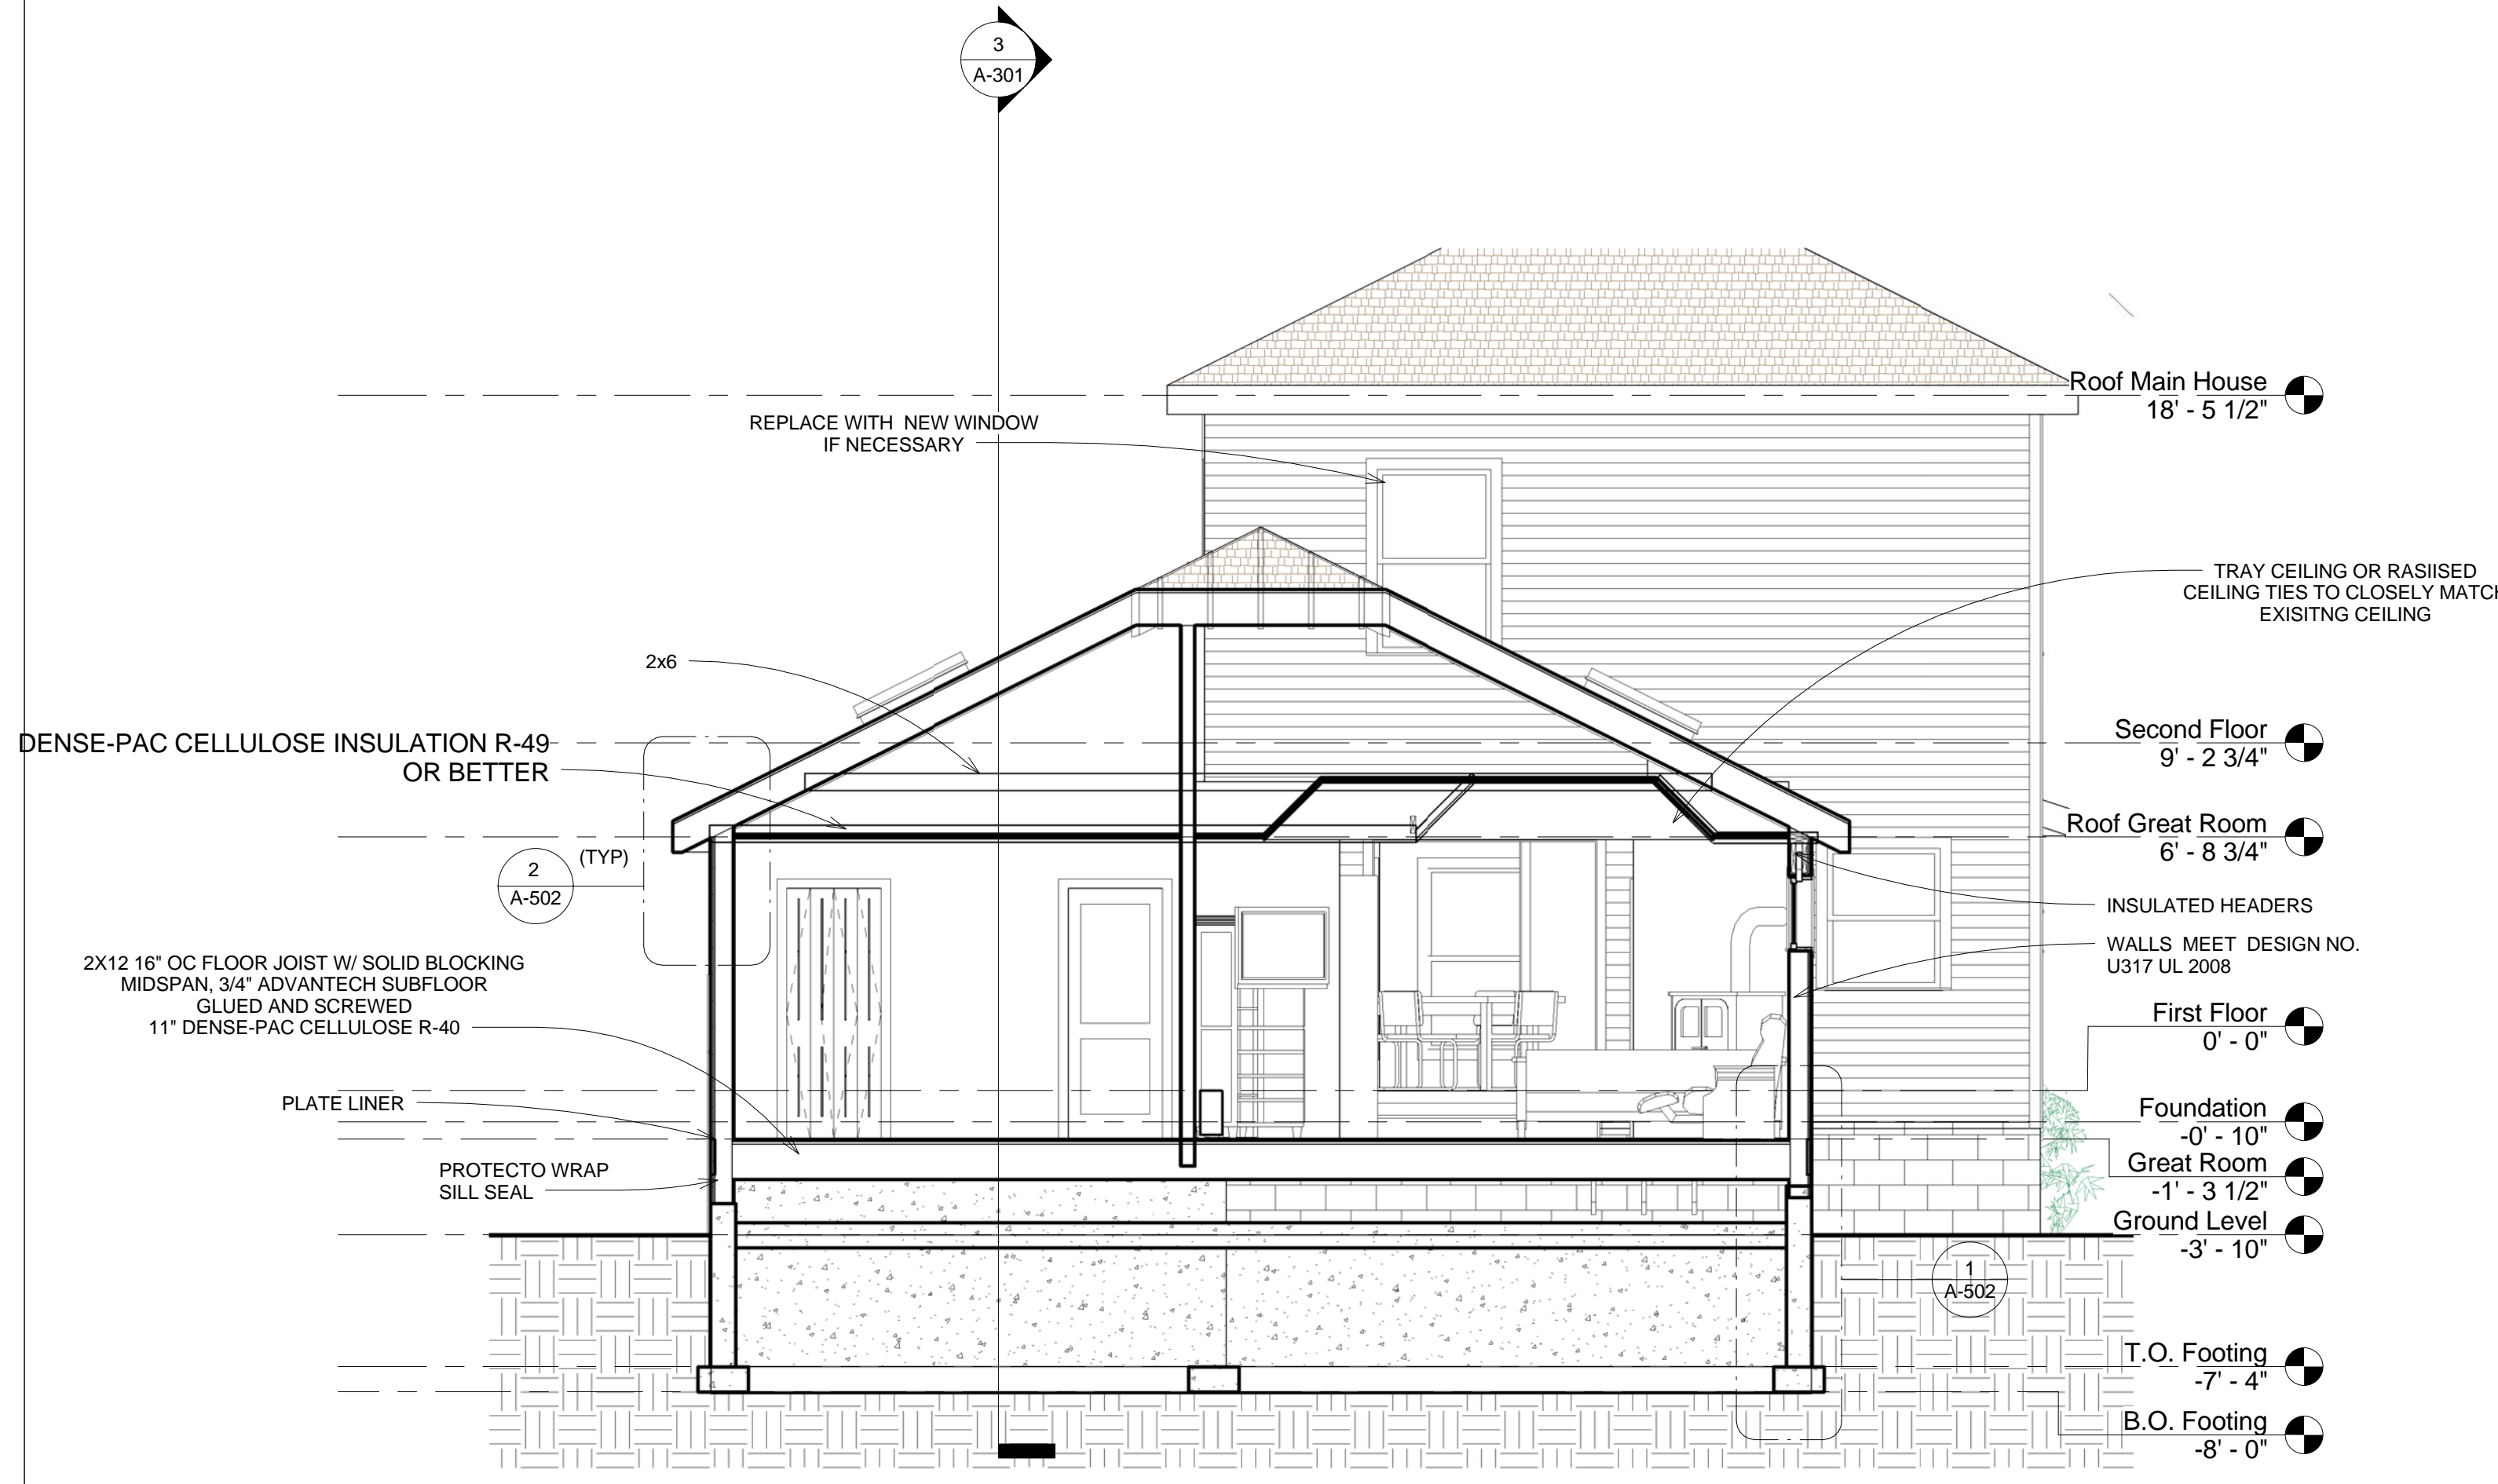 3
A-301
Roof Main House
18' - 5 1/2"
REPLACE WITH  NEW WINDOW
IF NECESSARY
TRAY CEILING OR RASIISED
CEILING TIES TO CLOSELY MATCH
EXISITNG CEILING
2x6
DENSE-PAC CELLULOSE INSULATION R-49
OR BETTER
Second Floor
9' - 2 3/4"
Roof Great Room
6' - 8 3/4"
(TYP)
2
A-502
INSULATED HEADERS
WALLS  MEET  DESIGN NO.
U317 UL 2008
2X12 16" OC FLOOR JOIST W/ SOLID BLOCKING
MIDSPAN, 3/4" ADVANTECH SUBFLOOR
GLUED AND SCREWED
11" DENSE-PAC CELLULOSE R-40
First Floor
0' - 0"
PLATE LINER
Foundation
-0' - 10"
PROTECTO WRAP
SILL SEAL
Great Room
-1' - 3 1/2"
Ground Level
-3' - 10"
1
A-502
T.O. Footing
-7' - 4"
B.O. Footing
-8' - 0"